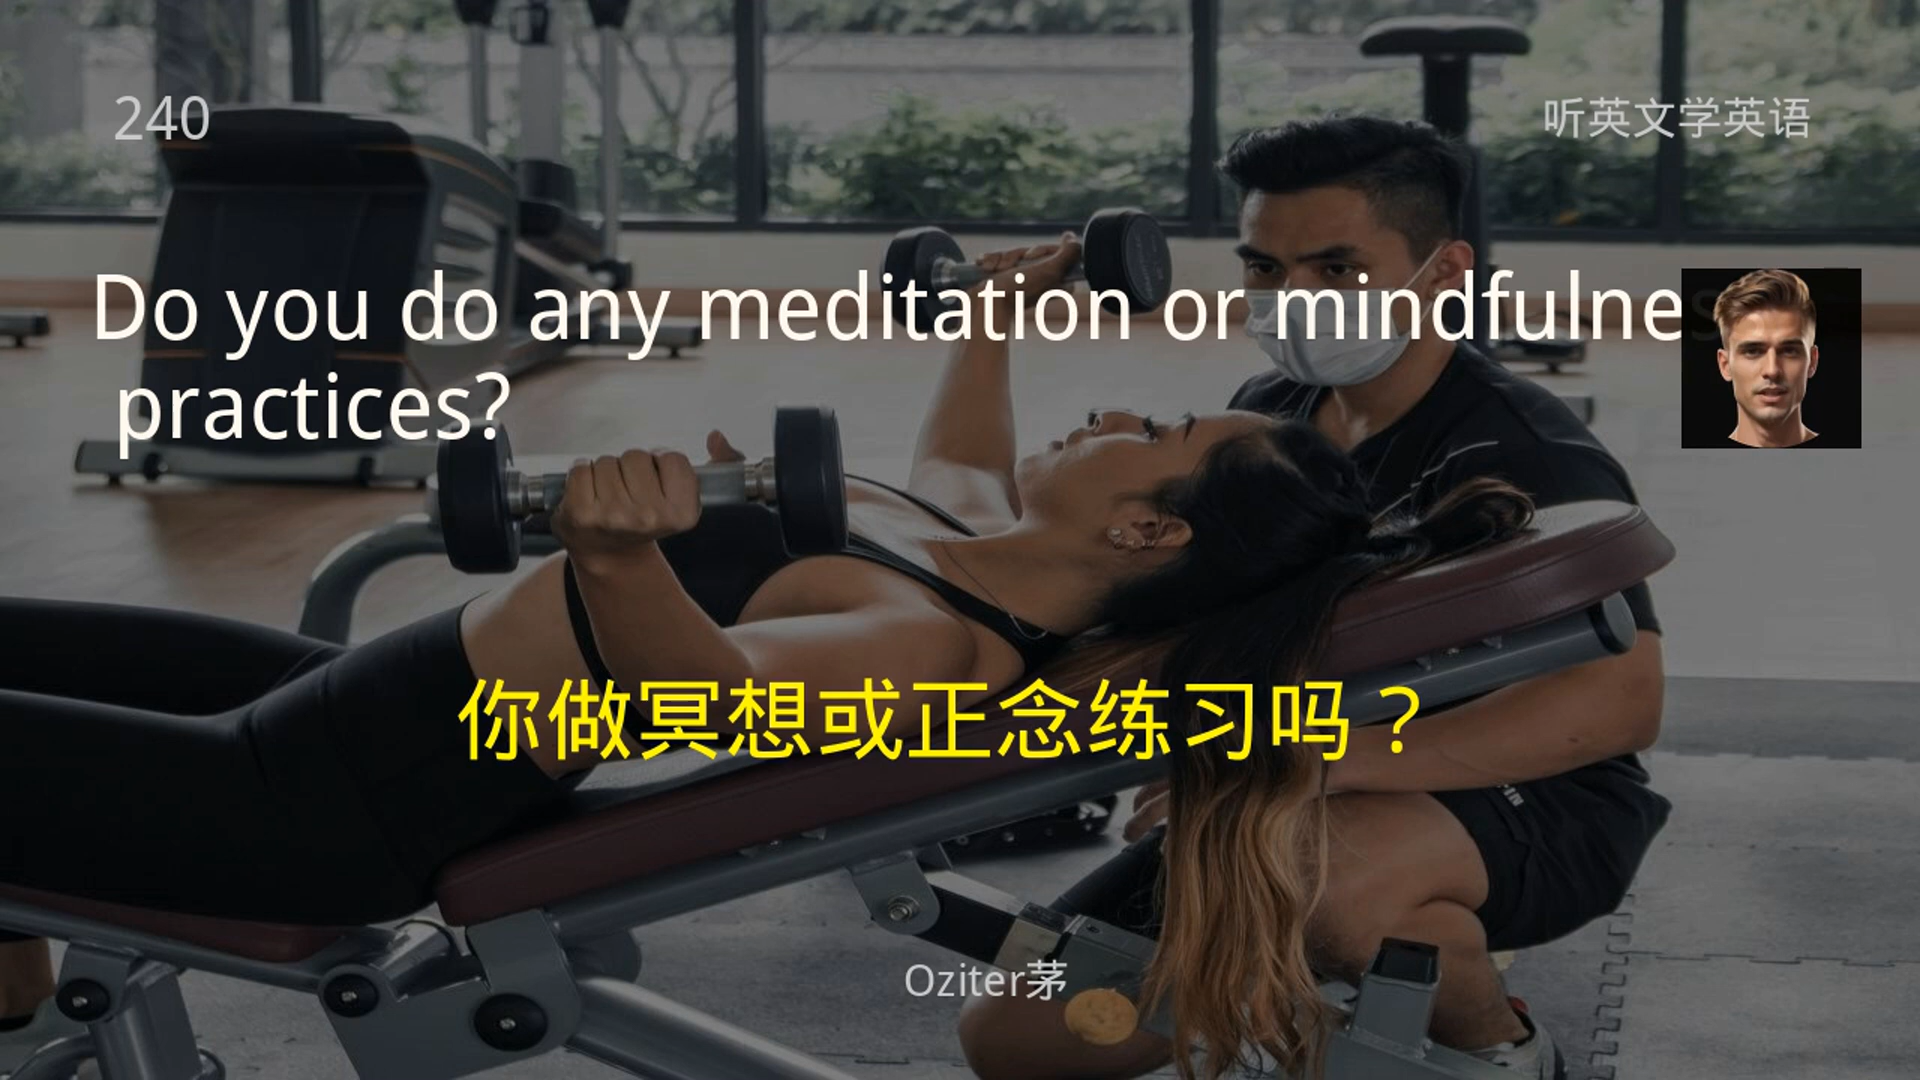 240
听英文学英语
Do you do any meditation or mindfulnes
practices?
你做冥想或正念练习吗？
Oziter茅